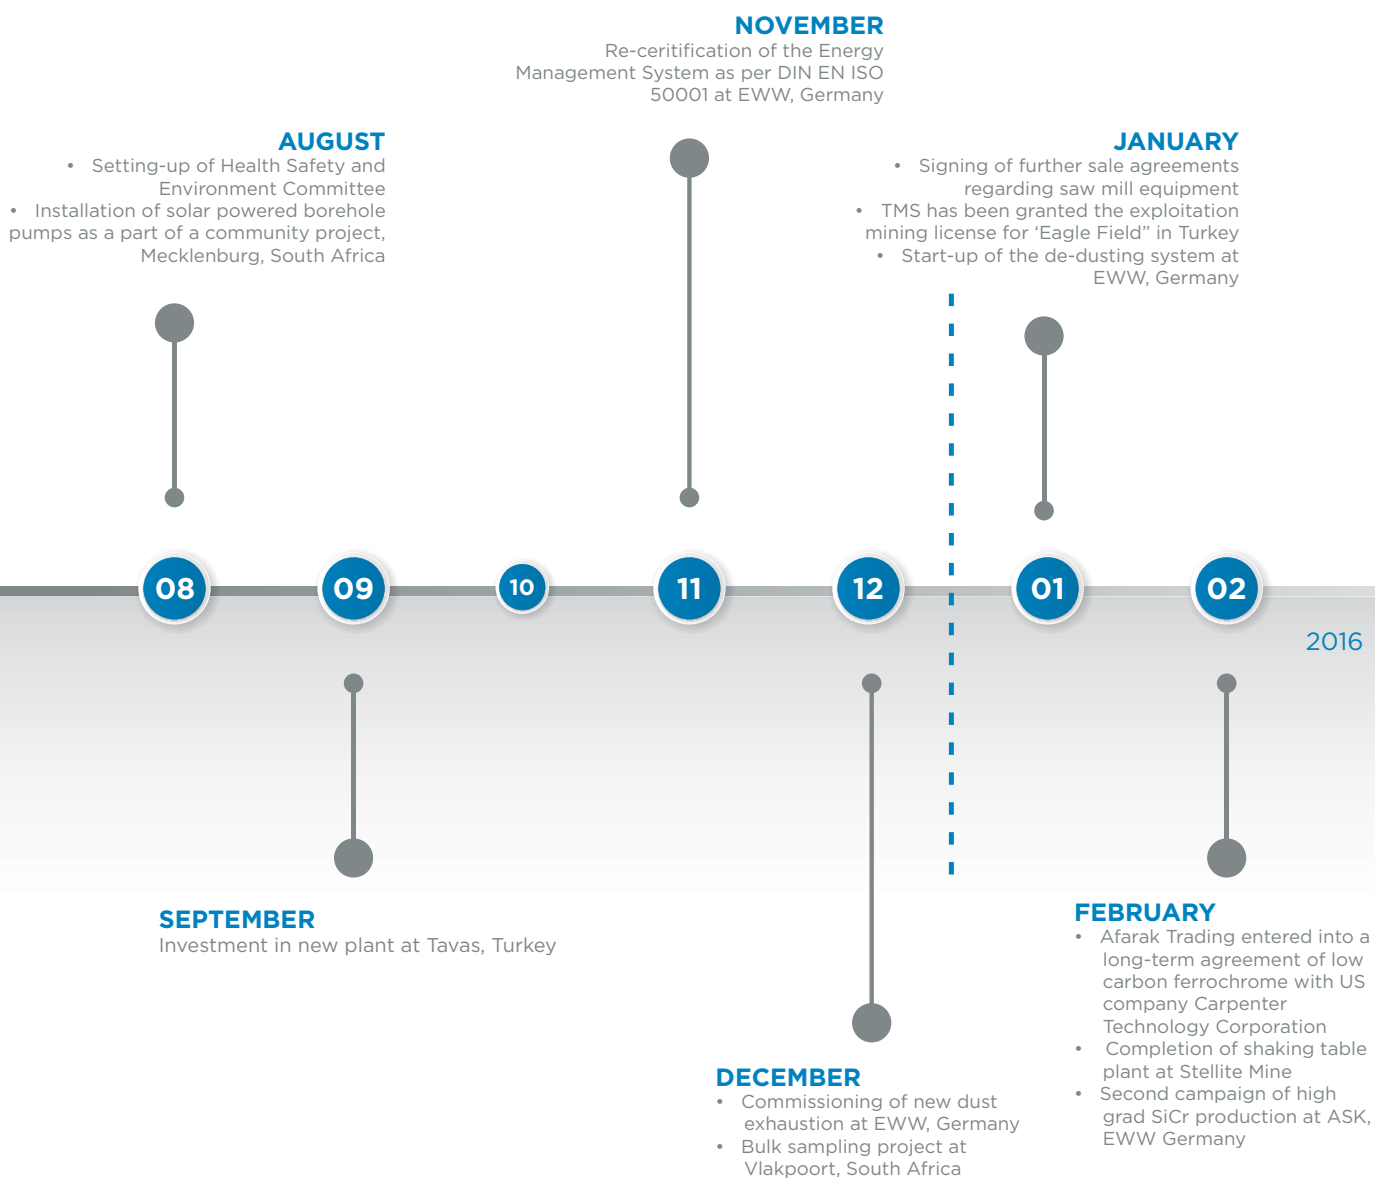 NOVEMBER
Re-ceritification of the Energy
Management System as per DIN EN ISO
50001 at EWW, Germany
AUGUST
• Setting-up of Health Safety and
Environment Committee
• Installation of solar powered borehole
pumps as a part of a community project,
Mecklenburg, South Africa
JANUARY
• Signing of further sale agreements
regarding saw mill equipment
• TMS has been granted the exploitation
mining license for ‘Eagle Field” in Turkey
• Start-up of the de-dusting system at
EWW, Germany
08 09 10 11 12 01 02
2016
SEPTEMBER
Investment in new plant at Tavas, Turkey
DECEMBER
• Commissioning of new dust
exhaustion at EWW, Germany
• Bulk sampling project at
Vlakpoort, South Africa
FEBRUARY
• Afarak Trading entered into a
long-term agreement of low
carbon ferrochrome with US
company Carpenter
Technology Corporation
• Completion of shaking table
plant at Stellite Mine
• Second campaign of high
grad SiCr production at ASK,
EWW Germany